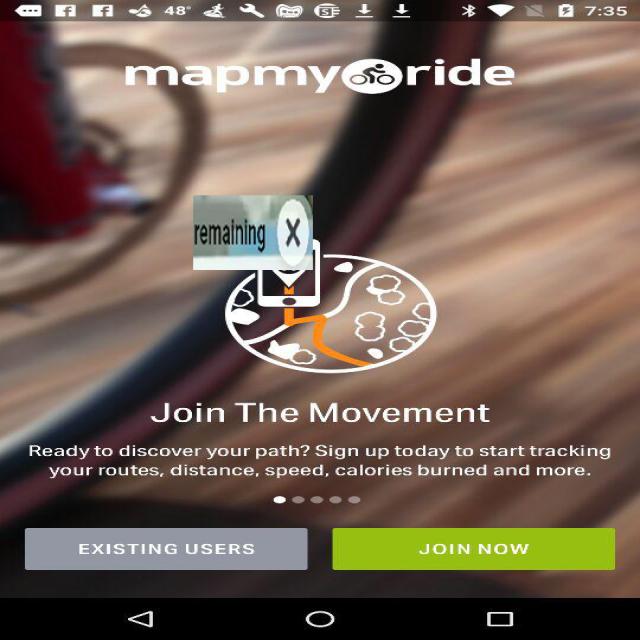 48° 7:35
mapmyride
remaining X
Join The Movement
Ready to discover your path? Sign up today to start tracking
your routes, distance, speed, calories burned and more.
EXISTING USERS JOIN NOW